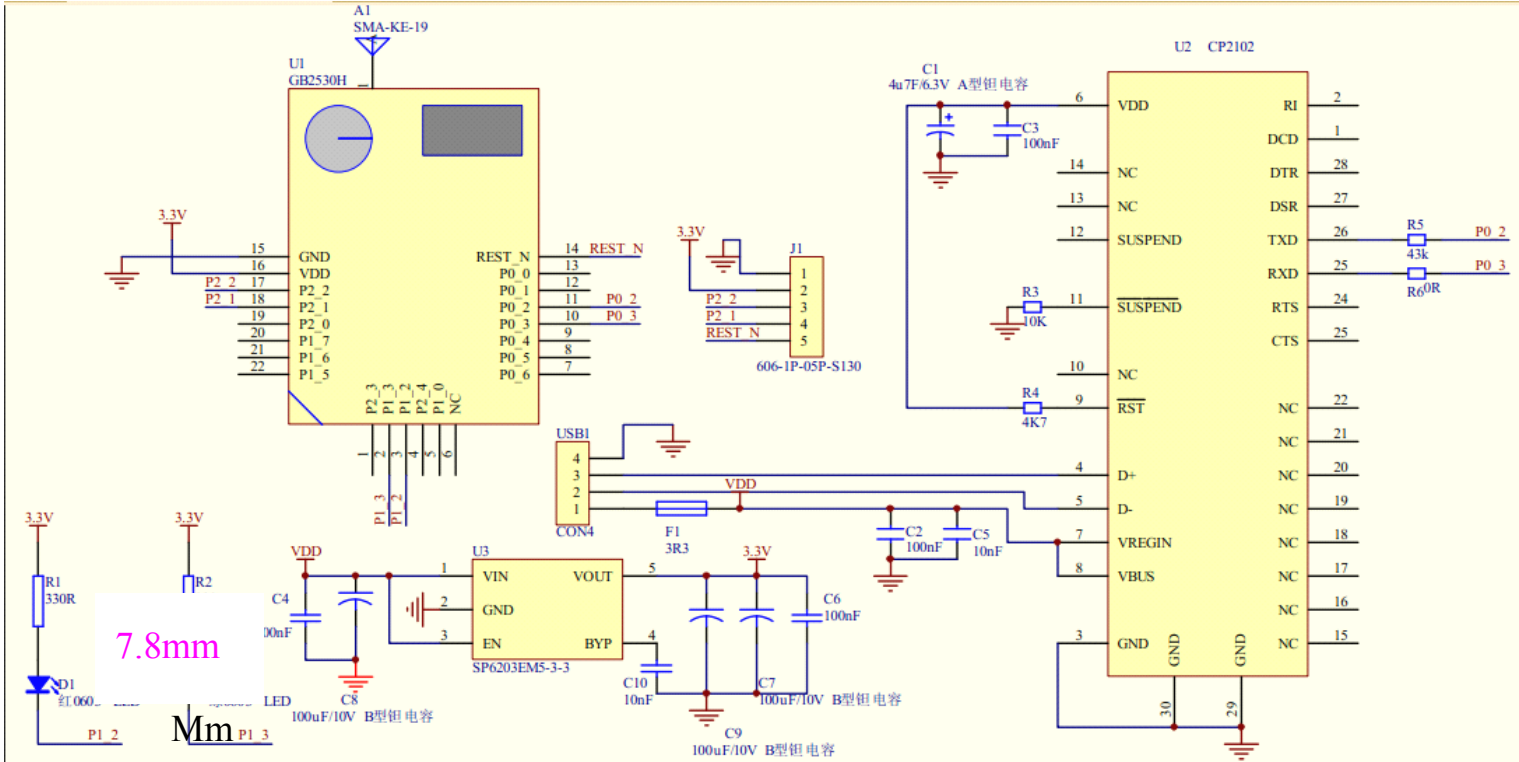 A1
SMA-KE-19
U1
GB2530H
1
3.3V
15 GND
16 VDD
P2_2 17 P2_2
P2_1 18 P2_1
19 P2_0
20 P1_7
21 P1_6
22 P1_5
REST_N 14 REST_N
P0_0 13
P0_1 12
P0_2 11 P0_2
P0_3 10 P0_3
P0_4 9
P0_5 8
P0_6 7
P2_3 P1_3 P1_2 P2_4 P1_0 NC
1 2 3 4 5 6
P1_3 P1_2
3.3V
J1
1
2
P2_2 3
P2_1 4
REST_N 5
606-1P-05P-S130
U2 CP2102
C1
4u7F/6.3V A型钽电容
C3
100nF
6 VDD
14 NC
13 NC
12 SUSPEND
R3
10K
11 SUSPEND
10 NC
R4
4K7
9 RST
4 D+
5 D-
7 VREGIN
8 VBUS
3 GND
GND GND
30 29
RI 2
DCD 1
DTR 28
DSR 27
TXD 26
RXD 25
RTS 24
CTS 25
NC 22
NC 21
NC 20
NC 19
NC 18
NC 17
NC 16
NC 15
R5
43k
P0_2
R6 0R
P0_3
USB1
4
3
2
1
CON4
VDD
F1
3R3
C2
100nF
C5
10nF
3.3V
R1
330R
D1
P1_2
3.3V
R2
LED
P1_3
7.8mm
Mm
VDD
C4
00nF
C8
100uF/10V B型钽电容
U3
1 VIN
2 GND
3 EN
VOUT 5
BYP 4
SP6203EM5-3-3
C10
10nF
3.3V
C6
100nF
C7
100uF/10V B型钽电容
C9
100uF/10V B型钽电容